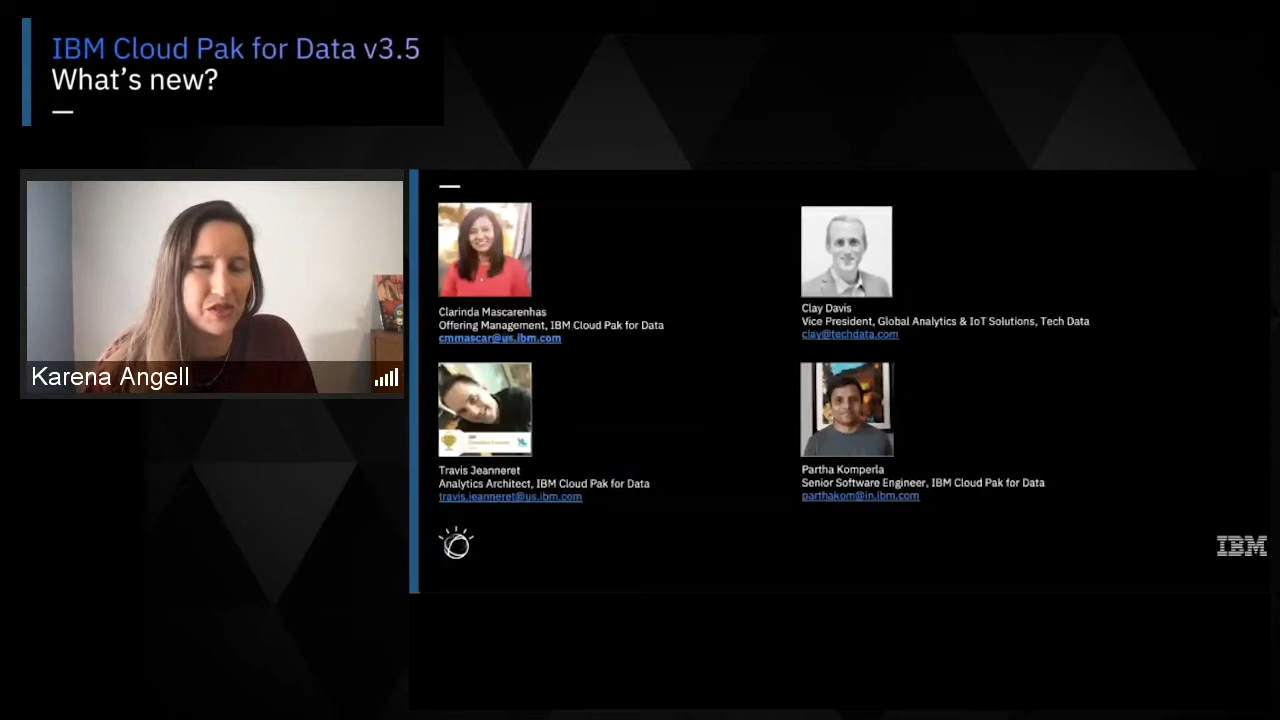 IBM Cloud Pak for Data v3.5
What's new?
Karena Angell
Clarinda Mascarenhas
Offering Management, IBM Cloud Pak for Data
cmmascar@us.ibm.com
Clay Davis
Vice President, Global Analytics & IoT Solutions, Tech Data
clay@techdata.com
Travis Jeanneret
Analytics Architect, IBM Cloud Pak for Data
travis.jeanneret@us.ibm.com
Partha Komperla
Senior Software Engineer, IBM Cloud Pak for Data
parthakom@in.ibm.com
IBM